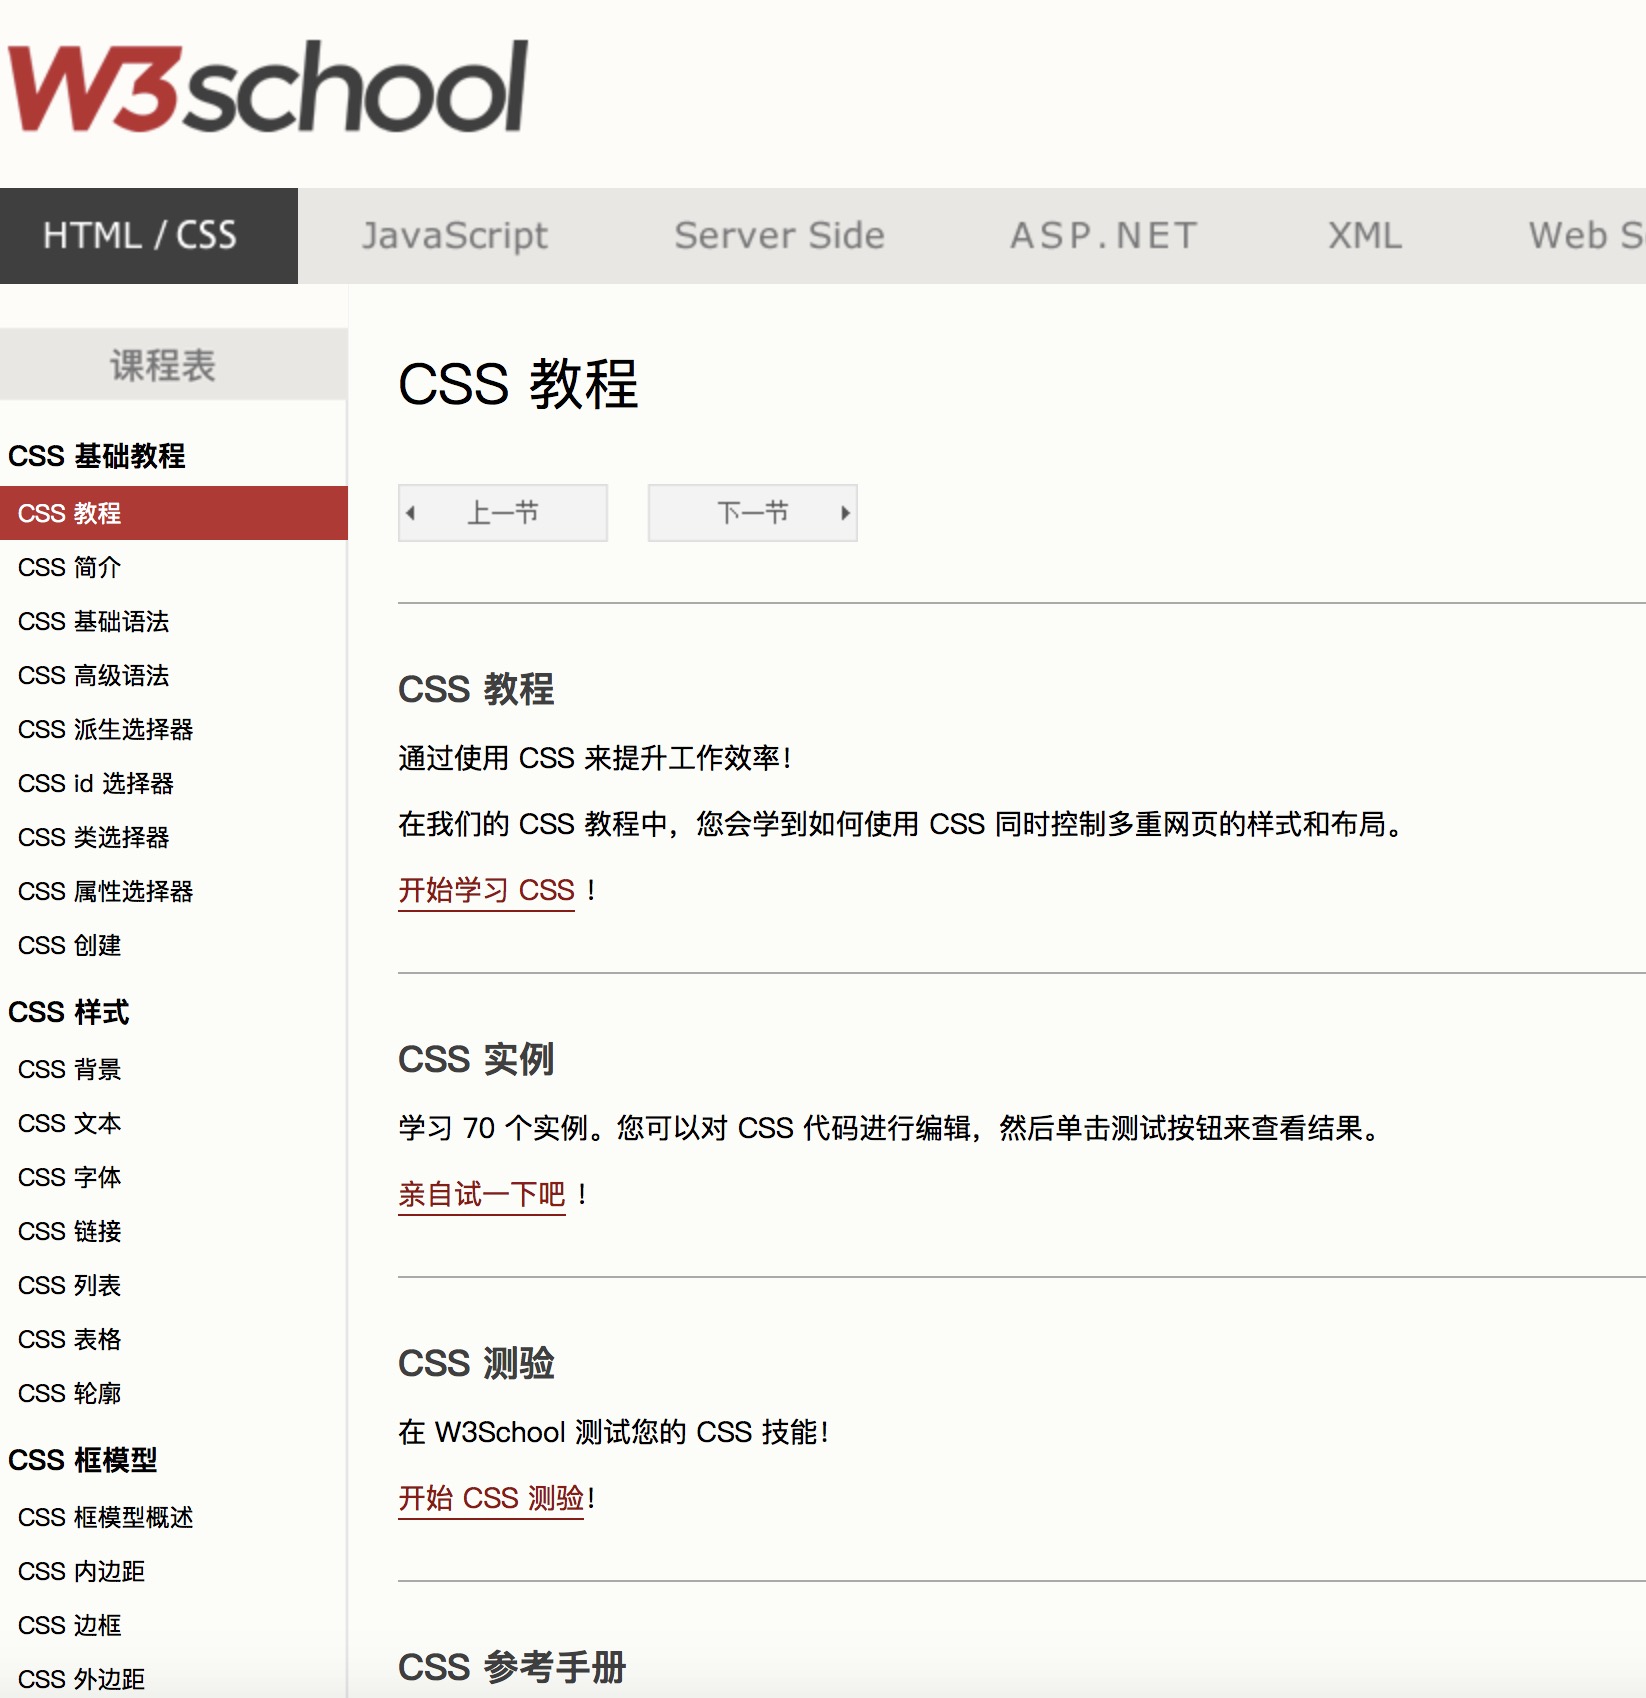 W3school
HTML / CSS
JavaScript
Server Side
ASP.NET
XML
Web S
课程表
CSS 基础教程
CSS 教程
CSS 简介
CSS 基础语法
CSS 高级语法
CSS 派生选择器
CSS id 选择器
CSS 类选择器
CSS 属性选择器
CSS 创建
CSS 样式
CSS 背景
CSS 文本
CSS 字体
CSS 链接
CSS 列表
CSS 表格
CSS 轮廓
CSS 框模型
CSS 框模型概述
CSS 内边距
CSS 边框
CSS 外边距
CSS 教程
上一节
下一节
CSS 教程
通过使用 CSS 来提升工作效率！
在我们的 CSS 教程中，您会学到如何使用 CSS 同时控制多重网页的样式和布局。
开始学习 CSS ！
CSS 实例
学习 70 个实例。您可以对 CSS 代码进行编辑，然后单击测试按钮来查看结果。
亲自试一下吧 ！
CSS 测验
在 W3School 测试您的 CSS 技能！
开始 CSS 测验！
CSS 参考手册